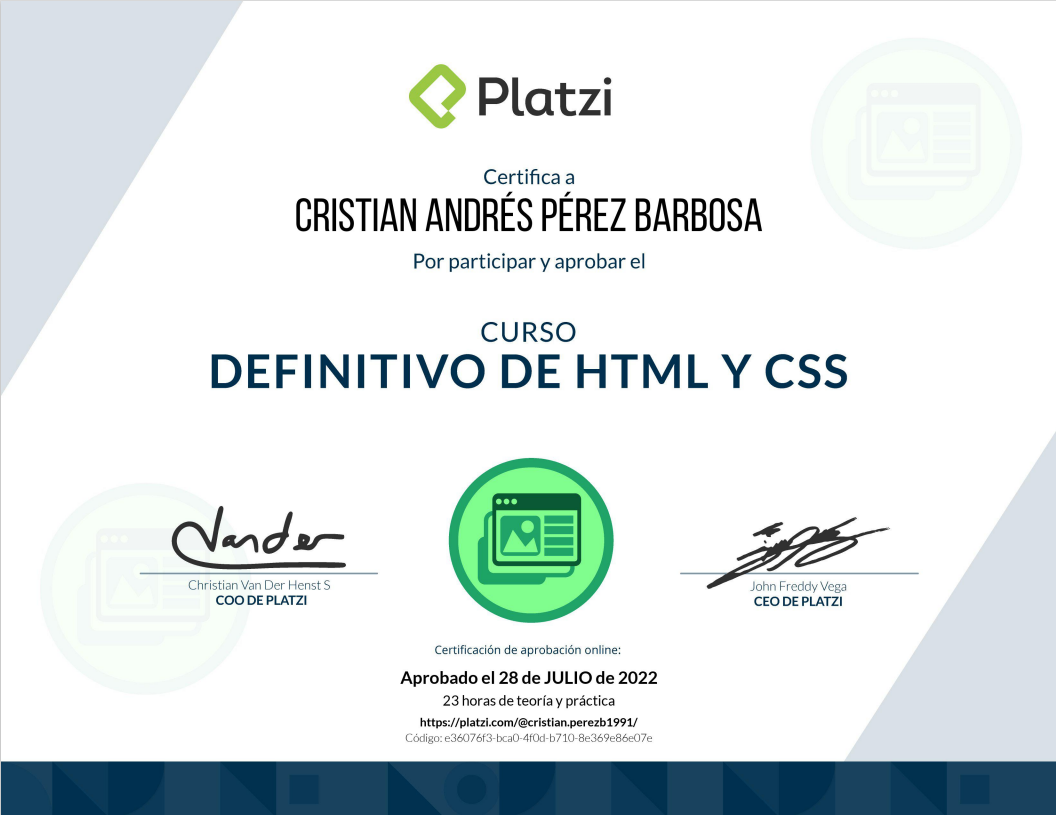 Platzi
Certifica a
CRISTIAN ANDRÉS PÉREZ BARBOSA
Por participar y aprobar el
CURSO
DEFINITIVO DE HTML Y CSS
Vander
Christian Van Der Henst S
COO DE PLATZI
John Freddy Vega
CEO DE PLATZI
Certificación de aprobación online:
Aprobado el 28 de JULIO de 2022
23 horas de teoría y práctica
https://platzi.com/@cristian.perezb1991/
Código: e36076f3-bca0-4f0d-b710-8e369e86e07e